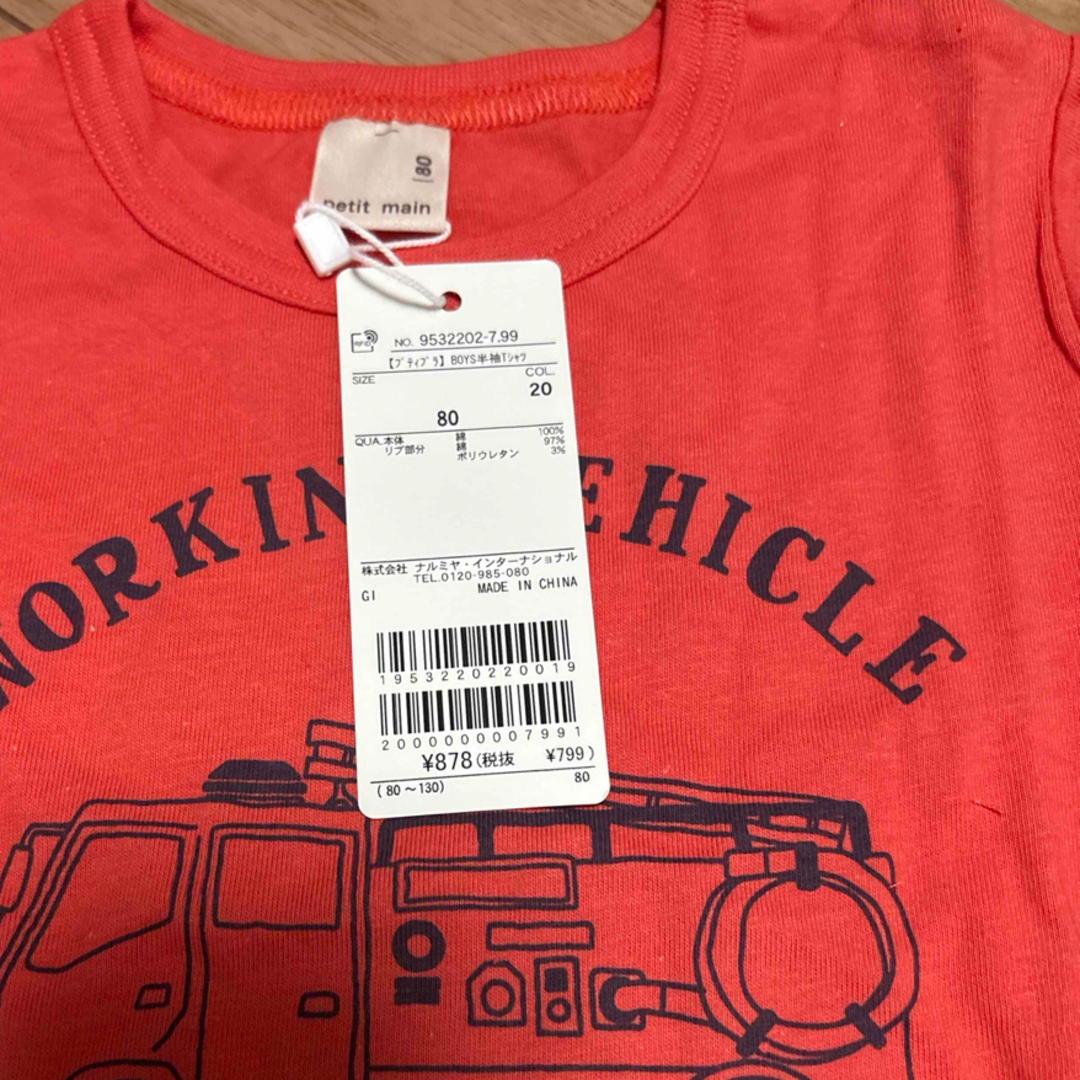 80
petit main
RFID
NO. 9532202-7.99
【プティプラ】BOYS半袖Tシャツ
SIZE COL.
20
80
QUA.本体 綿 100%
リブ部分 綿 97%
ポリウレタン 3%
株式会社 ナルミヤ・インターナショナル
TEL.0120-985-080
GI MADE IN CHINA
1953220220019
2000000007991
¥878(税抜 ¥799)
(80～130) 80
WORKIN EHICLE